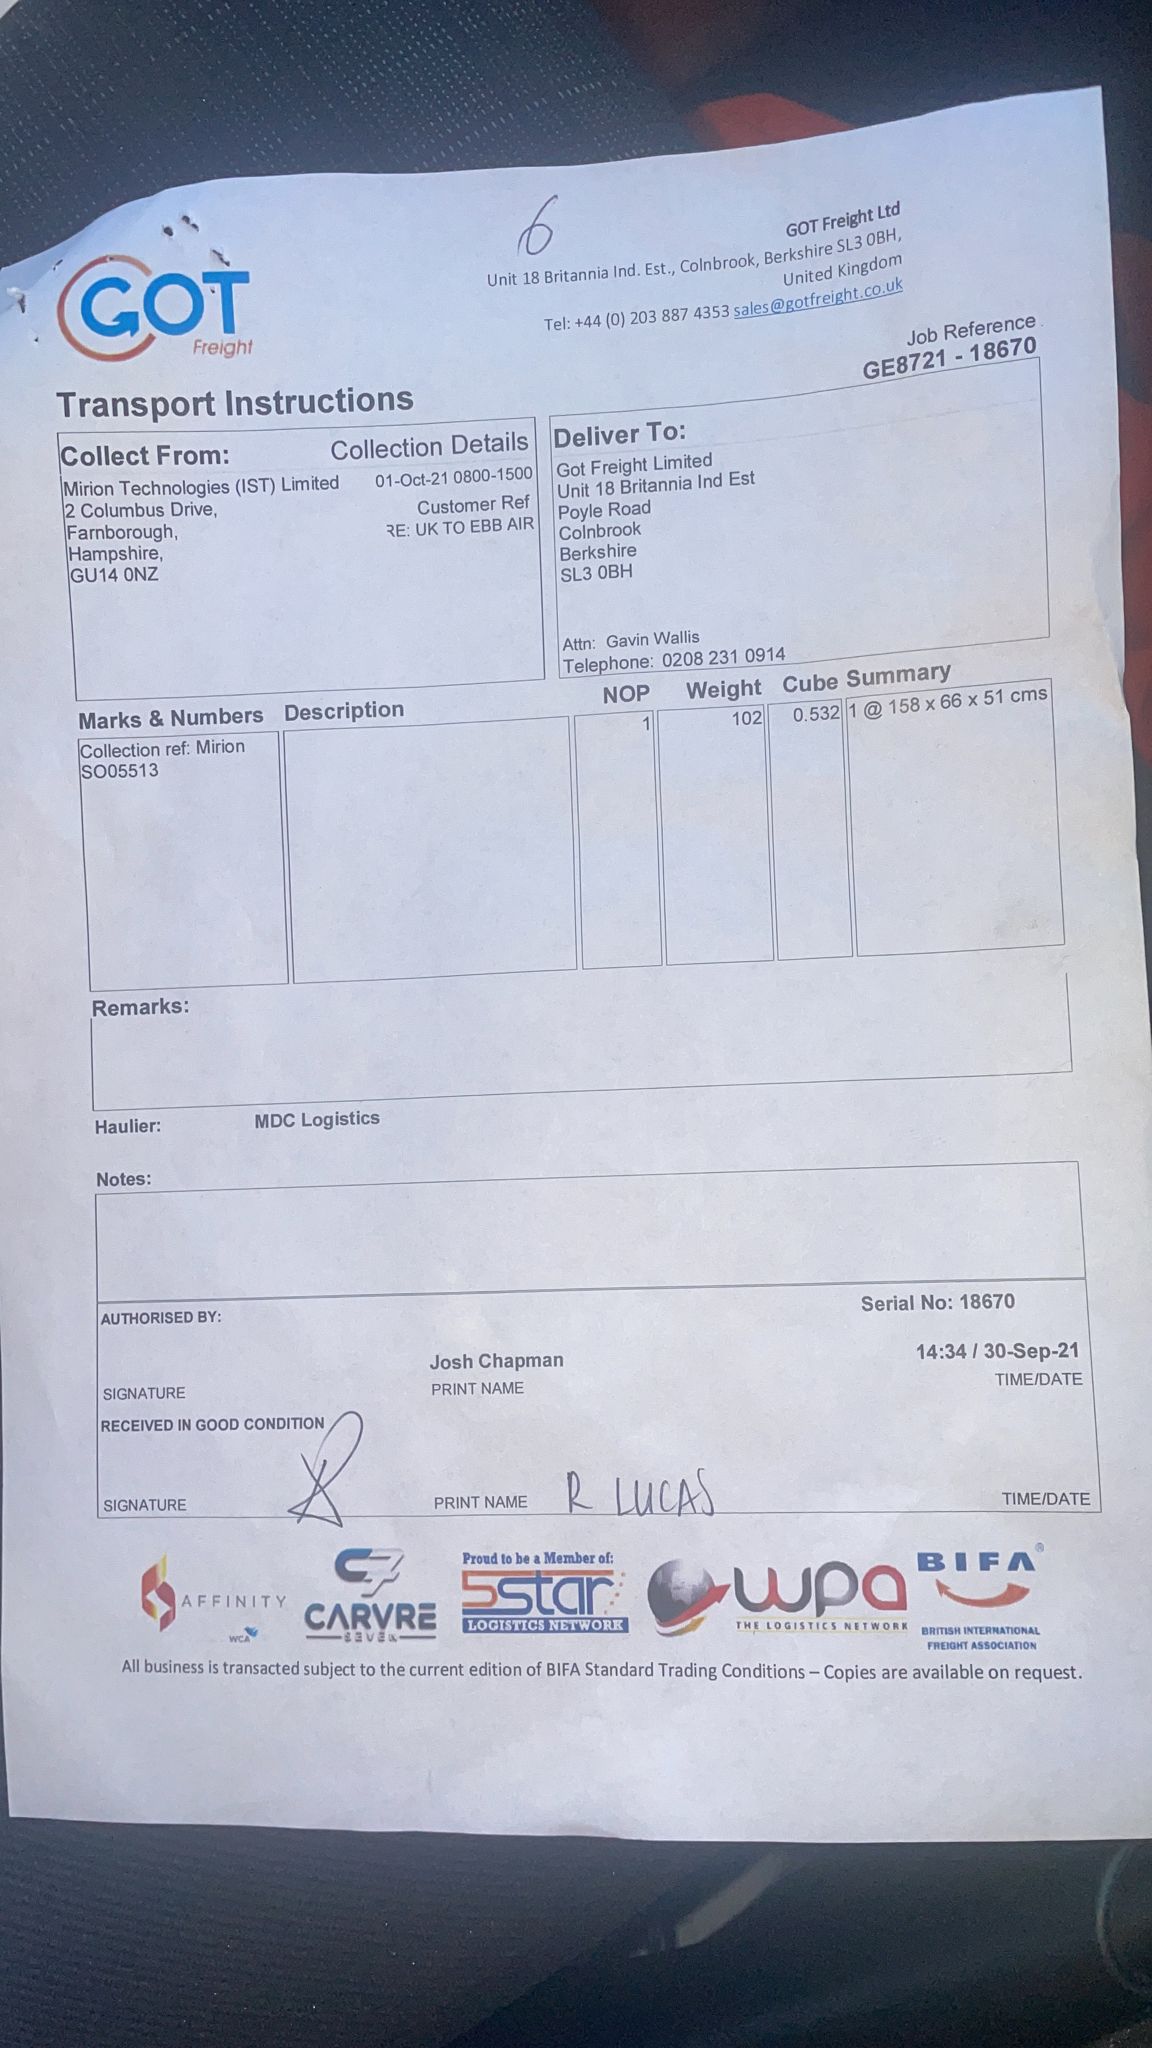 6
GOT Freight Ltd
Unit 18 Britannia Ind. Est., Colnbrook, Berkshire SL3 0BH,
United Kingdom
Tel: +44 (0) 203 887 4353 sales@gotfreight.co.uk
GOT
Freight
Job Reference
GE8721 - 18670
Transport Instructions
Collect From: Collection Details
Mirion Technologies (IST) Limited 01-Oct-21 0800-1500
2 Columbus Drive, Customer Ref
Farnborough, RE: UK TO EBB AIR
Hampshire,
GU14 0NZ
Deliver To:
Got Freight Limited
Unit 18 Britannia Ind Est
Poyle Road
Colnbrook
Berkshire
SL3 0BH
Attn: Gavin Wallis
Telephone: 0208 231 0914
Marks & Numbers Description NOP Weight Cube Summary
Collection ref: Mirion 1 102 0.532 1 @ 158 x 66 x 51 cms
SO05513
Remarks:
Haulier: MDC Logistics
Notes:
AUTHORISED BY: Serial No: 18670
Josh Chapman 14:34 / 30-Sep-21
SIGNATURE PRINT NAME TIME/DATE
RECEIVED IN GOOD CONDITION
SIGNATURE PRINT NAME R LUCAS TIME/DATE
AFFINITY
WCA
CARVRE
SEVEN
Proud to be a Member of:
5star
LOGISTICS NETWORK
wpa
THE LOGISTICS NETWORK
BIFA®
BRITISH INTERNATIONAL
FREIGHT ASSOCIATION
All business is transacted subject to the current edition of BIFA Standard Trading Conditions – Copies are available on request.